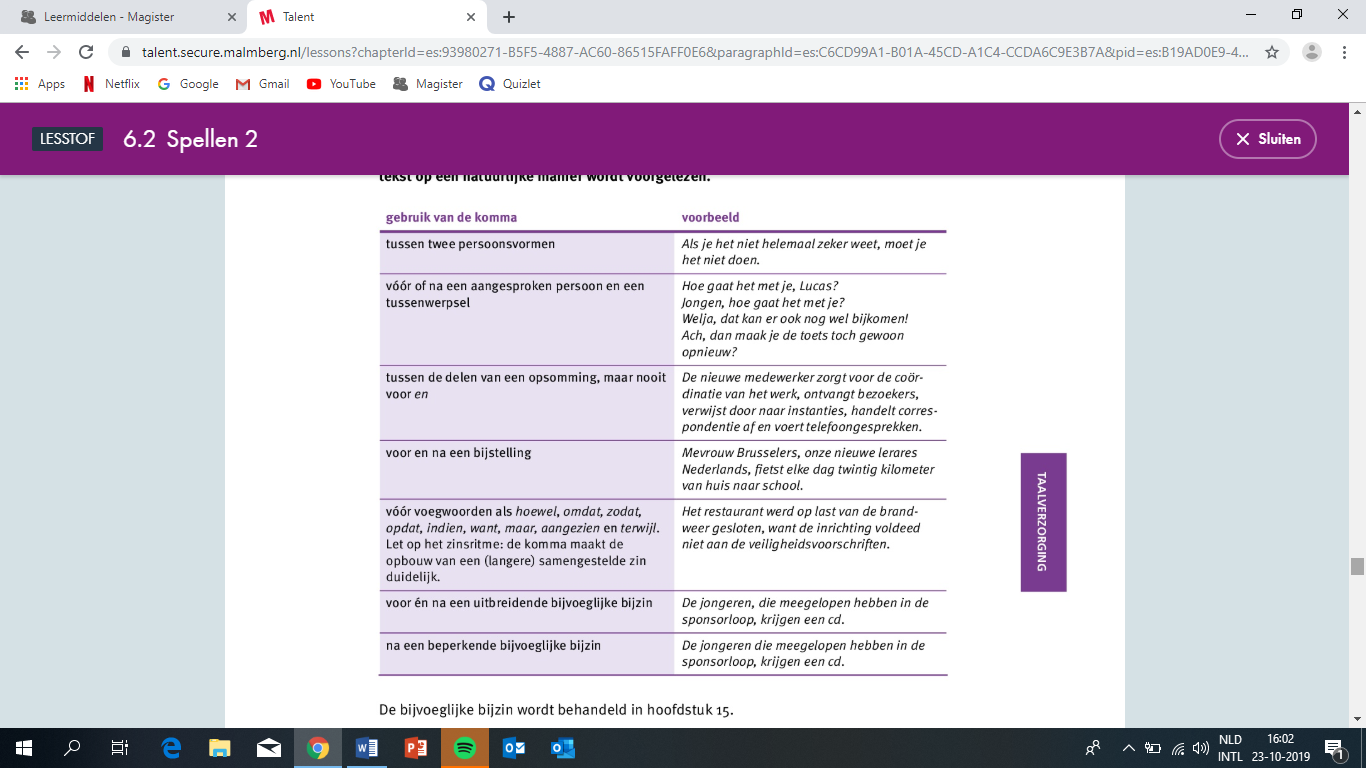 Leermiddelen - Magister
Talent
talent.secure.malmberg.nl/lessons?chapterId=es:93980271-B5F5-4887-AC60-86515FAFF0E6&paragraphId=es:C6CD99A1-B01A-45CD-A1C4-CCDA6C9E3B7A&pid=es:B19AD0E9-4...
Apps Netflix Google Gmail YouTube Magister Quizlet
LESSTOF 6.2 Spellen 2 Sluiten
tekst op een natuurlijke manier wordt voorgelezen.
gebruik van de komma
voorbeeld
tussen twee persoonsvormen
Als je het niet helemaal zeker weet, moet je
het niet doen.
vóór of na een aangesproken persoon en een
tussenwerpsel
Hoe gaat het met je, Lucas?
Jongen, hoe gaat het met je?
Welja, dat kan er ook nog wel bijkomen!
Ach, dan maak je de toets toch gewoon
opnieuw?
tussen de delen van een opsomming, maar nooit
voor en
De nieuwe medewerker zorgt voor de coör-
dinatie van het werk, ontvangt bezoekers,
verwijst door naar instanties, handelt corres-
pondentie af en voert telefoongesprekken.
voor en na een bijstelling
Mevrouw Brusselers, onze nieuwe lerares
Nederlands, fietst elke dag twintig kilometer
van huis naar school.
vóór voegwoorden als hoewel, omdat, zodat,
opdat, indien, want, maar, aangezien en terwijl.
Let op het zinsritme: de komma maakt de
opbouw van een (langere) samengestelde zin
duidelijk.
Het restaurant werd op last van de brand-
weer gesloten, want de inrichting voldeed
niet aan de veiligheidsvoorschriften.
voor én na een uitbreidende bijvoeglijke bijzin
De jongeren, die meegelopen hebben in de
sponsorloop, krijgen een cd.
na een beperkende bijvoeglijke bijzin
De jongeren die meegelopen hebben in de
sponsorloop, krijgen een cd.
De bijvoeglijke bijzin wordt behandeld in hoofdstuk 15.
TAALVERZORGING
NLD
INTL
16:02
23-10-2019
1